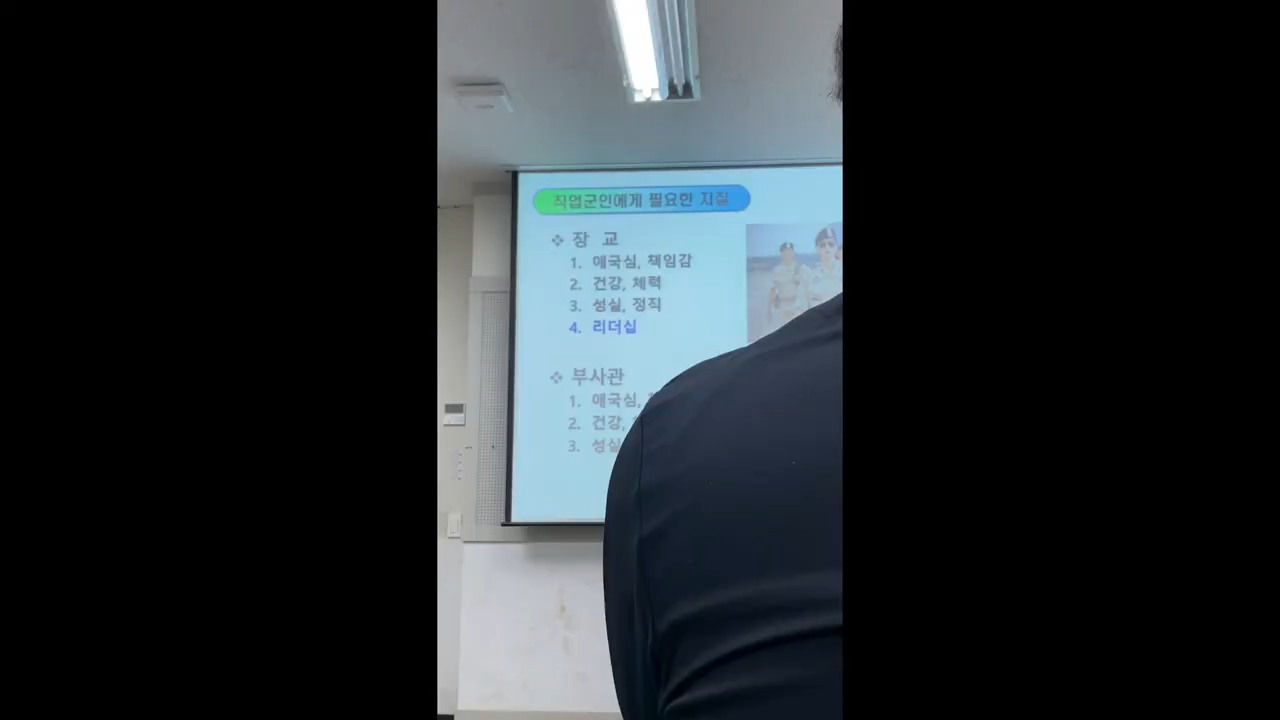 직업군인에게 필요한 자질
❖ 장 교
1. 애국심, 책임감
2. 건강, 체력
3. 성실, 정직
4. 리더십
❖ 부사관
1. 애국심,
2. 건강,
3. 성실